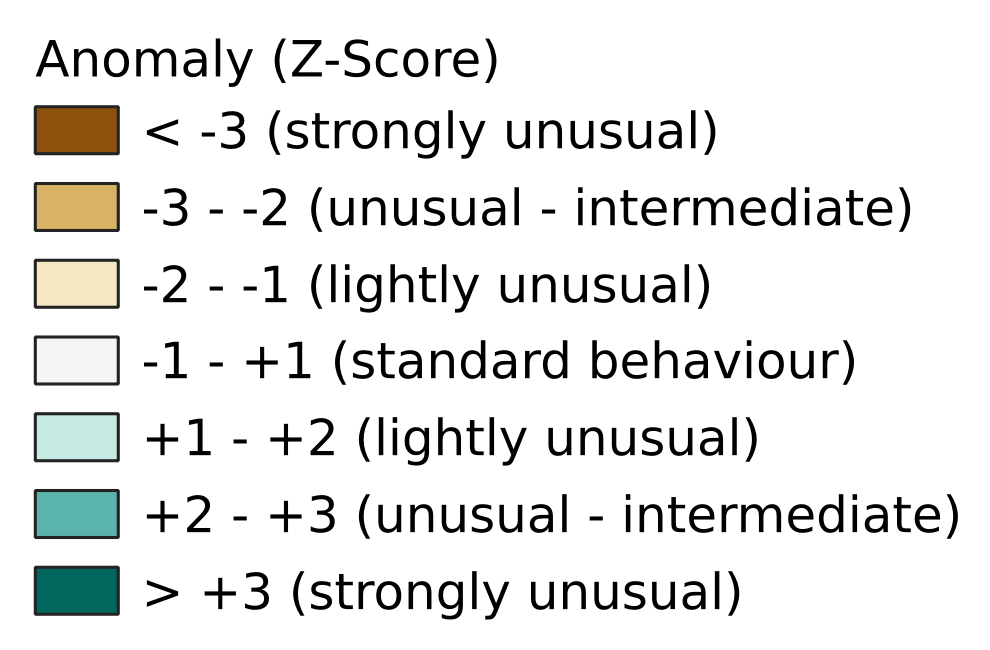 Anomaly (Z-Score)
< -3 (strongly unusual)
-3 - -2 (unusual - intermediate)
-2 - -1 (lightly unusual)
-1 - +1 (standard behaviour)
+1 - +2 (lightly unusual)
+2 - +3 (unusual - intermediate)
> +3 (strongly unusual)